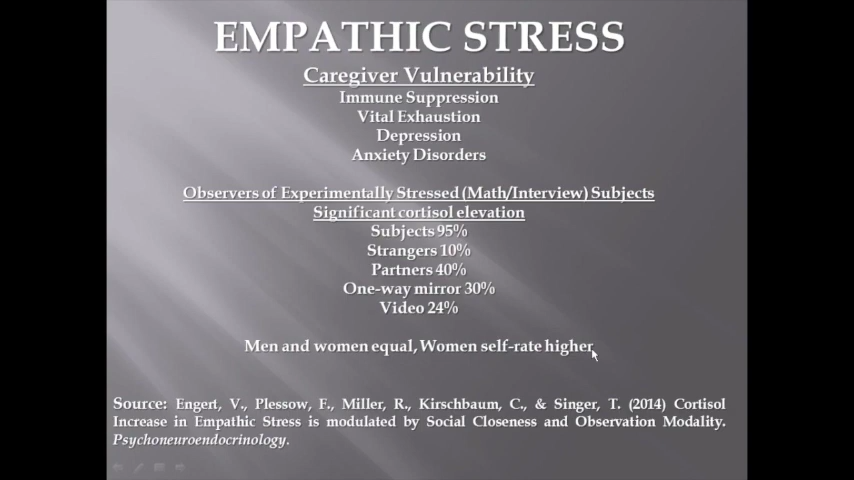 EMPATHIC STRESS
Caregiver Vulnerability
Immune Suppression
Vital Exhaustion
Depression
Anxiety Disorders
Observers of Experimentally Stressed (Math/Interview) Subjects
Significant cortisol elevation
Subjects 95%
Strangers 10%
Partners 40%
One-way mirror 30%
Video 24%
Men and women equal, Women self-rate higher
Source: Engert, V., Plessow, F., Miller, R., Kirschbaum, C., & Singer, T. (2014) Cortisol
Increase in Empathic Stress is modulated by Social Closeness and Observation Modality.
Psychoneuroendocrinology.